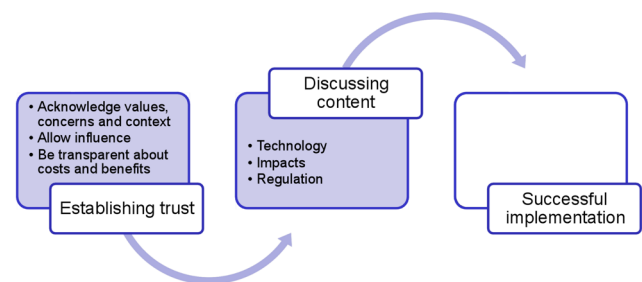 • Acknowledge values,
concerns and context
• Allow influence
• Be transparent about
costs and benefits
Establishing trust
Discussing
content
• Technology
• Impacts
• Regulation
Successful
implementation